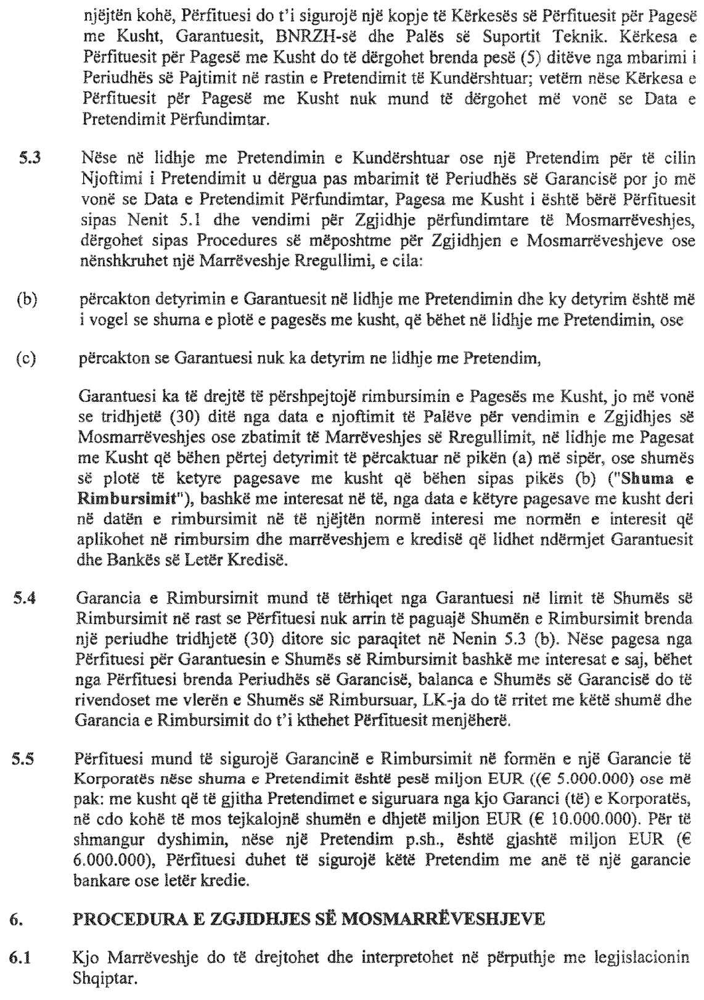 njëjtën kohë, Përfituesi do t'i sigurojë një kopje të Kërkesës së Përfituesit për Pagesë
me Kusht, Garantuesit, BNRZH-së dhe Palës së Suportit Teknik. Kërkesa e
Përfituesit për Pagesë me Kusht do të dërgohet brenda pesë (5) ditëve nga mbarimi i
Periudhës së Pajtimit në rastin e Pretendimit të Kundërshtuar; vetëm nëse Kërkesa e
Përfituesit për Pagesë me Kusht nuk mund të dërgohet më vonë se Data e
Pretendimit Përfundimtar.
5.3 Nëse në lidhje me Pretendimin e Kundërshtuar ose një Pretendim për të cilin
Njoftimi i Pretendimit u dërgua pas mbarimit të Periudhës së Garancisë por jo më
vonë se Data e Pretendimit Përfundimtar, Pagesa me Kusht i është bërë Përfituesit
sipas Nenit 5.1 dhe vendimi për Zgjidhje përfundimtare të Mosmarrëveshjes,
dërgohet sipas Procedures së mëposhtme për Zgjidhjen e Mosmarrëveshjeve ose
nënshkruhet një Marrëveshje Rregullimi, e cila:
(b) përcakton detyrimin e Garantuesit në lidhje me Pretendimin dhe ky detyrim është më
i vogel se shuma e plotë e pagesës me kusht, që bëhet në lidhje me Pretendimin, ose
(c) përcakton se Garantuesi nuk ka detyrim ne lidhje me Pretendim,
Garantuesi ka të drejtë të përshpejtojë rimbursimin e Pagesës me Kusht, jo më vonë
se tridhjetë (30) ditë nga data e njoftimit të Palëve për vendimin e Zgjidhjes së
Mosmarrëveshjes ose zbatimit të Marrëveshjes së Rregullimit, në lidhje me Pagesat
me Kusht që bëhen përtej detyrimit të përcaktuar në pikën (a) më sipër, ose shumës
së plotë të ketyre pagesave me kusht që bëhen sipas pikës (b) ("Shuma e
Rimbursimit"), bashkë me interesat në të, nga data e këtyre pagesave me kusht deri
në datën e rimbursimit në të njëjtën normë interesi me normën e interesit që
aplikohet në rimbursim dhe marrëveshjem e kredisë që lidhet ndërmjet Garantuesit
dhe Bankës së Letër Kredisë.
5.4 Garancia e Rimbursimit mund të tërhiqet nga Garantuesi në limit të Shumës së
Rimbursimit në rast se Përfituesi nuk arrin të paguajë Shumën e Rimbursimit brenda
një periudhe tridhjetë (30) ditore sic paraqitet në Nenin 5.3 (b). Nëse pagesa nga
Përfituesi për Garantuesin e Shumës së Rimbursimit bashkë me interesat e saj, bëhet
nga Përfituesi brenda Periudhës së Garancisë, balanca e Shumës së Garancisë do të
rivendoset me vlerën e Shumës së Rimbursuar, LK-ja do të rritet me këtë shumë dhe
Garancia e Rimbursimit do t'i kthehet Përfituesit menjëherë.
5.5 Përfituesi mund të sigurojë Garancinë e Rimbursimit në formën e një Garancie të
Korporatës nëse shuma e Pretendimit është pesë miljon EUR ((€ 5.000.000) ose më
pak: me kusht që të gjitha Pretendimet e siguruara nga kjo Garanci (të) e Korporatës,
në cdo kohë të mos tejkalojnë shumën e dhjetë miljon EUR (€ 10.000.000). Për të
shmangur dyshimin, nëse një Pretendim p.sh., është gjashtë miljon EUR (€
6.000.000), Përfituesi duhet të sigurojë këtë Pretendim me anë të një garancie
bankare ose letër kredie.
6. PROCEDURA E ZGJIDHJES SË MOSMARRËVESHJEVE
6.1 Kjo Marrëveshje do të drejtohet dhe interpretohet në përputhje me legjislacionin
Shqiptar.